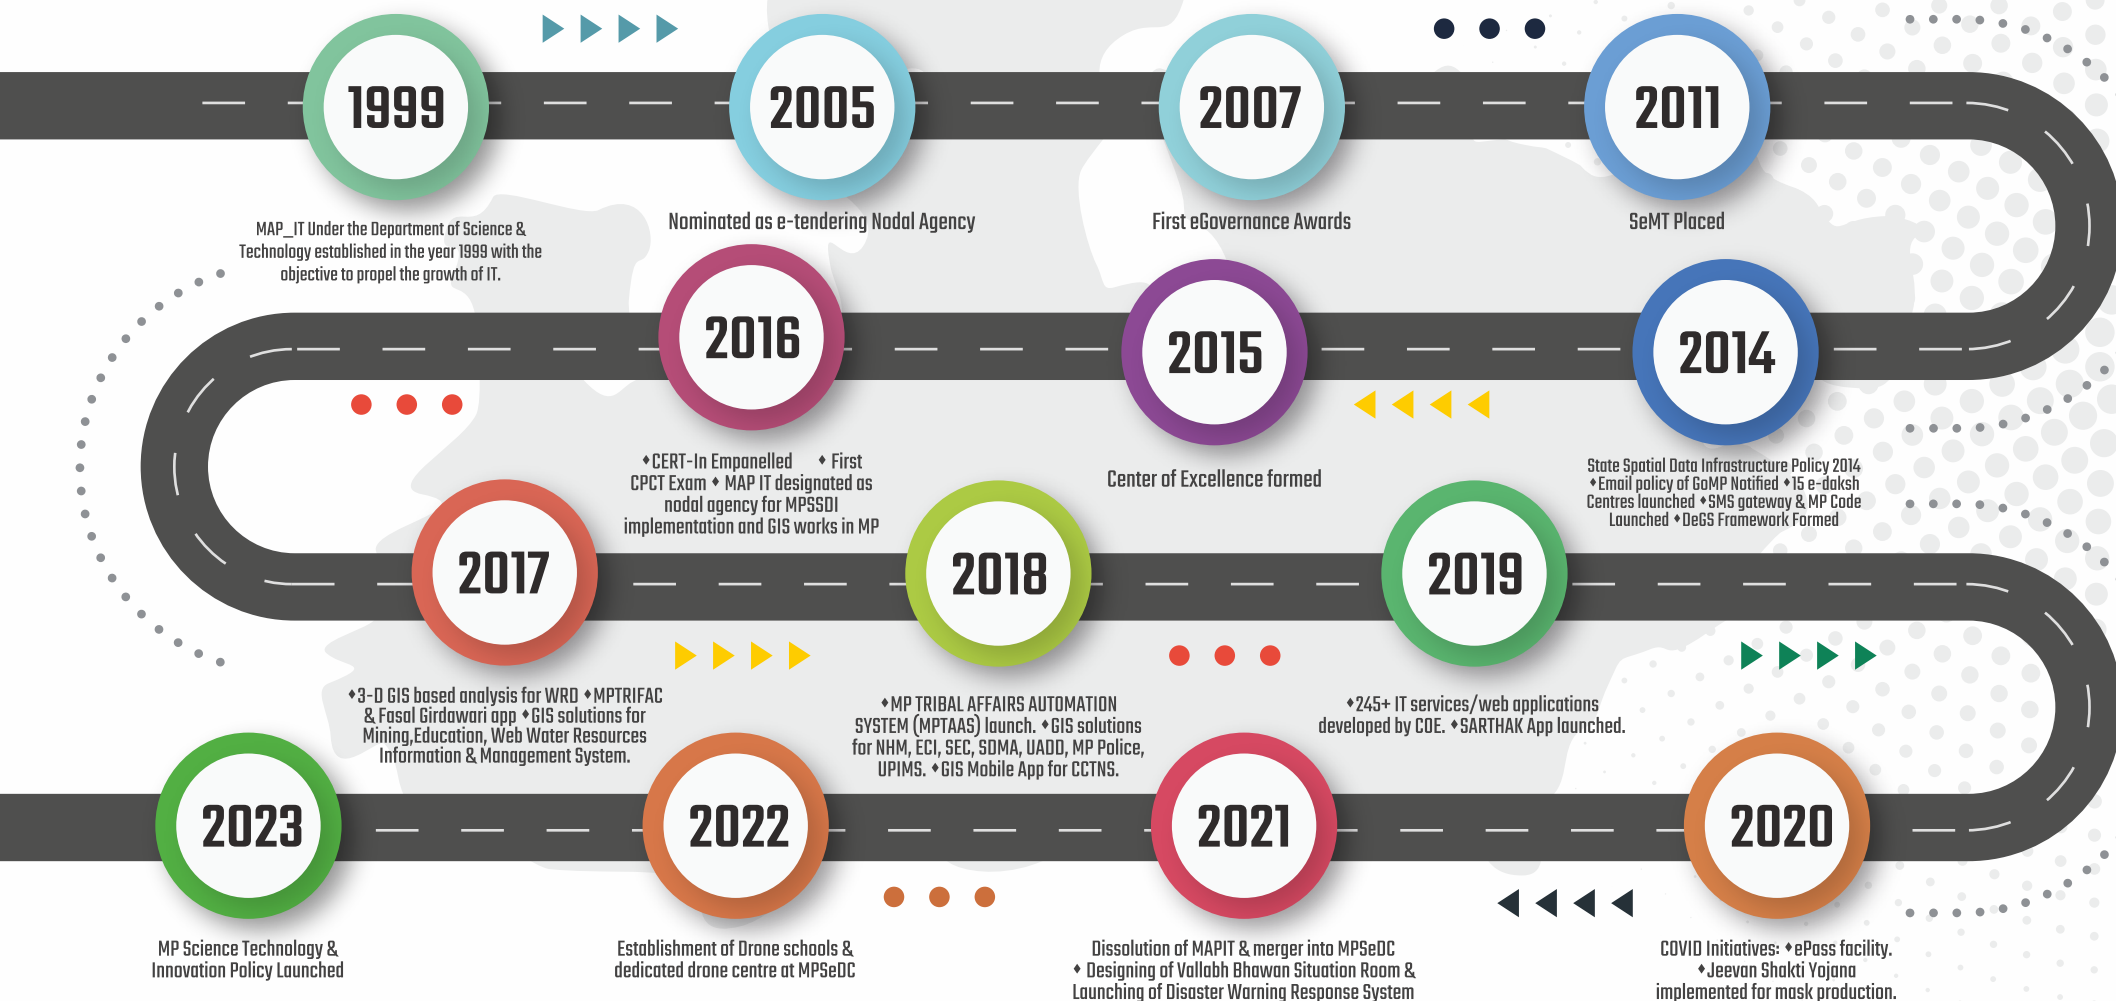 1999
2005
2007
2011
MAP_IT Under the Department of Science &
Technology established in the year 1999 with the
objective to propel the growth of IT.
Nominated as e-tendering Nodal Agency
First eGovernance Awards
SeMT Placed
2014
State Spatial Data Infrastructure Policy 2014
♦Email policy of GoMP Notified ♦15 e-daksh
Centres launched ♦SMS gateway & MP Code
Launched ♦DeGS Framework Formed
2015
Center of Excellence formed
2016
♦CERT-In Empanelled ♦ First
CPCT Exam ♦ MAP IT designated as
nodal agency for MPSSDI
implementation and GIS works in MP
2017
♦3-D GIS based analysis for WRD ♦MPTRIFAC
& Fasal Girdawari app ♦GIS solutions for
Mining,Education, Web Water Resources
Information & Management System.
2018
♦MP TRIBAL AFFAIRS AUTOMATION
SYSTEM (MPTAAS) launch. ♦GIS solutions
for NHM, ECI, SEC, SDMA, UADD, MP Police,
UPIMS. ♦GIS Mobile App for CCTNS.
2019
♦245+ IT services/web applications
developed by COE. ♦SARTHAK App launched.
2020
COVID Initiatives: ♦ePass facility.
♦Jeevan Shakti Yojana
implemented for mask production.
2021
Dissolution of MAPIT & merger into MPSeDC
♦ Designing of Vallabh Bhawan Situation Room &
Launching of Disaster Warning Response System
2022
Establishment of Drone schools &
dedicated drone centre at MPSeDC
2023
MP Science Technology &
Innovation Policy Launched